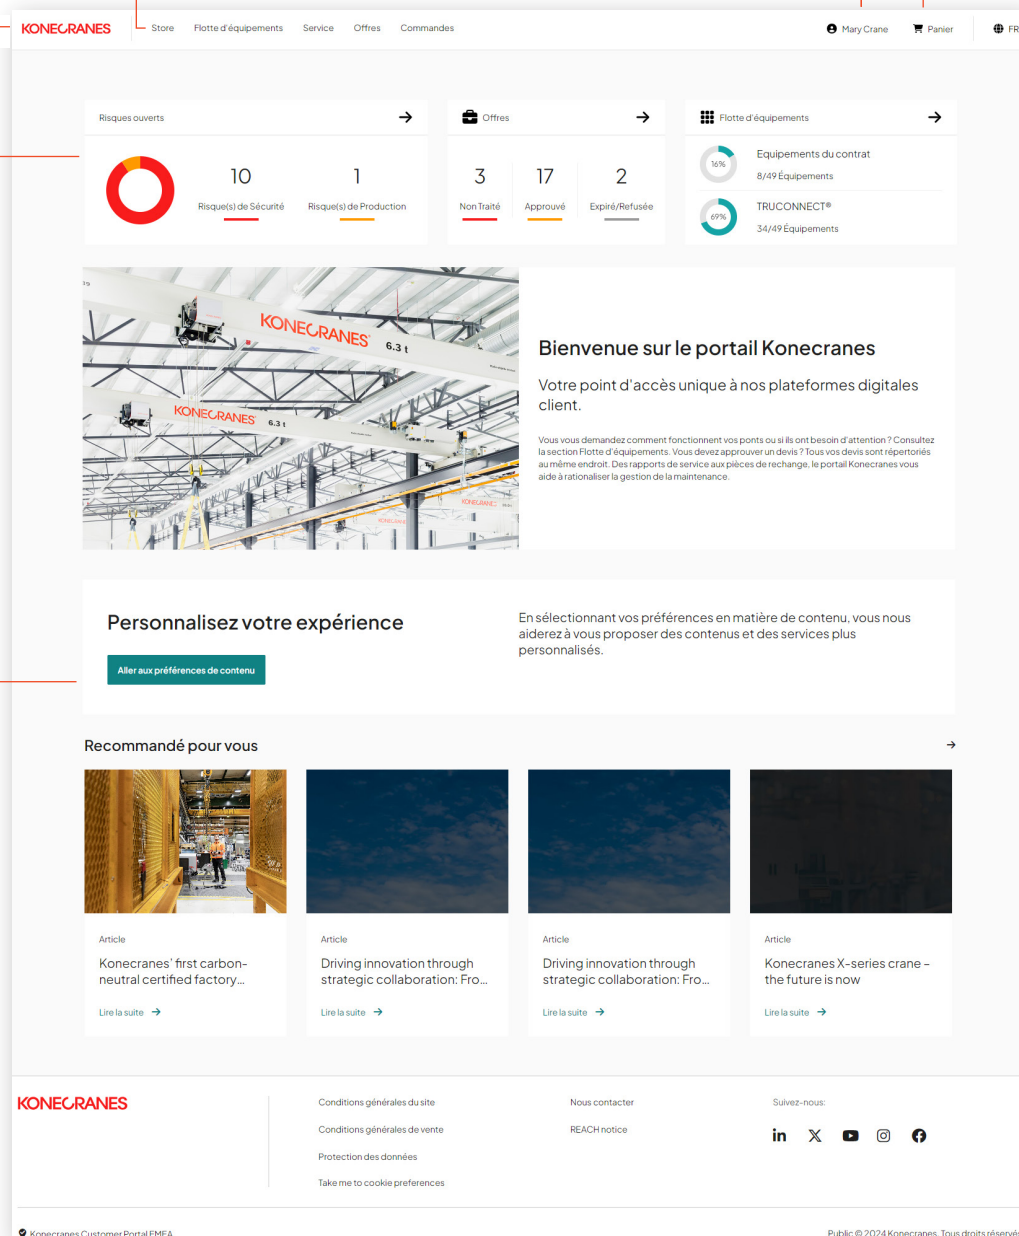 KONECRANES
Store
Flotte d'équipements
Service
Offres
Commandes
Mary Crane
Panier
FR
Risques ouverts
10
Risque(s) de Sécurité
1
Risque(s) de Production
Offres
3
Non Traité
17
Approuvé
2
Expiré/Refusée
Flotte d'équipements
16%
Equipements du contrat
8/49 Équipements
69%
TRUCONNECT®
34/49 Équipements
KONECRANES
6.3 t
KONECRANES
6.3 t
KONECRANES
KONECRANES
Bienvenue sur le portail Konecranes
Votre point d'accès unique à nos plateformes digitales
client.
Vous vous demandez comment fonctionnent vos ponts ou si ils ont besoin d'attention ? Consultez
la section Flotte d'équipements. Vous devez approuver un devis ? Tous vos devis sont répertoriés
au même endroit. Des rapports de service aux pièces de rechange, le portail Konecranes vous
aide à rationaliser la gestion de la maintenance.
Personnalisez votre expérience
Aller aux préférences de contenu
En sélectionnant vos préférences en matière de contenu, vous nous
aiderez à vous proposer des contenus et des services plus
personnalisés.
Recommandé pour vous
Article
Konecranes' first carbon-
neutral certified factory...
Lire la suite
Article
Driving innovation through
strategic collaboration: Fro...
Lire la suite
Article
Driving innovation through
strategic collaboration: Fro...
Lire la suite
Article
Konecranes X-series crane –
the future is now
Lire la suite
KONECRANES
Conditions générales du site
Conditions générales de vente
Protection des données
Take me to cookie preferences
Nous contacter
REACH notice
Suivez-nous:
Konecranes Customer Portal EMEA
Public © 2024 Konecranes. Tous droits réservés